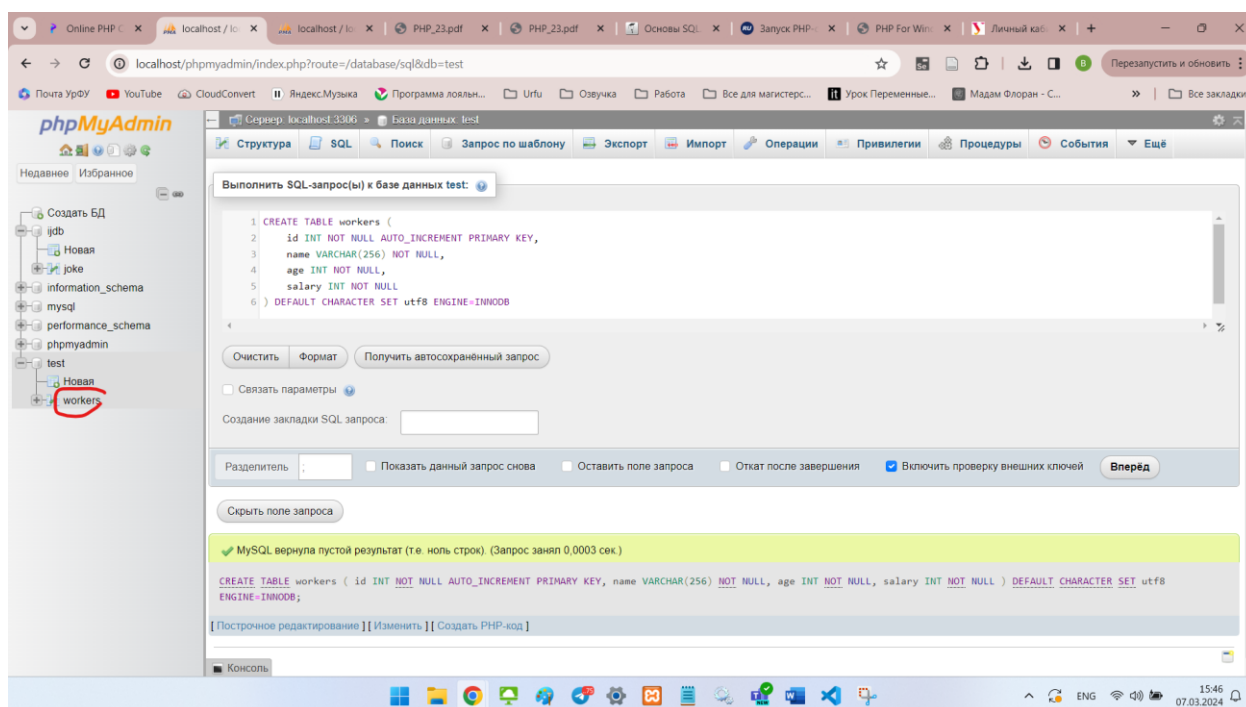 Online PHP C
localhost / lo
localhost / lo
PHP_23.pdf
PHP_23.pdf
Основы SQL
Запуск PHP-
PHP For Win
Личный каб
localhost/phpmyadmin/index.php?route=/database/sql&db=test
Перезапустить и обновить
Почта УрФУ
YouTube
CloudConvert
Яндекс.Музыка
Программа лояльн...
Urfu
Озвучка
Работа
Все для магистерс...
Урок Переменные...
Мадам Флоран - С...
»
Все закладки
phpMyAdmin
Недавнее Избранное
Создать БД
ijdb
Новая
joke
information_schema
mysql
performance_schema
phpmyadmin
test
Новая
workers
Сервер: localhost:3306 » База данных: test
Структура SQL Поиск Запрос по шаблону Экспорт Импорт Операции Привилегии Процедуры События Ещё
Выполнить SQL-запрос(ы) к базе данных test:
1 CREATE TABLE workers (
2 id INT NOT NULL AUTO_INCREMENT PRIMARY KEY,
3 name VARCHAR(256) NOT NULL,
4 age INT NOT NULL,
5 salary INT NOT NULL
6 ) DEFAULT CHARACTER SET utf8 ENGINE=INNODB
Очистить Формат Получить автосохранённый запрос
Связать параметры
Создание закладки SQL запроса:
Разделитель ; Показать данный запрос снова Оставить поле запроса Откат после завершения Включить проверку внешних ключей Вперёд
Скрыть поле запроса
MySQL вернула пустой результат (т.е. ноль строк). (Запрос занял 0,0003 сек.)
CREATE TABLE workers ( id INT NOT NULL AUTO_INCREMENT PRIMARY KEY, name VARCHAR(256) NOT NULL, age INT NOT NULL, salary INT NOT NULL ) DEFAULT CHARACTER SET utf8
ENGINE=INNODB;
[ Построчное редактирование ] [ Изменить ] [ Создать PHP-код ]
Консоль
ENG
15:46
07.03.2024